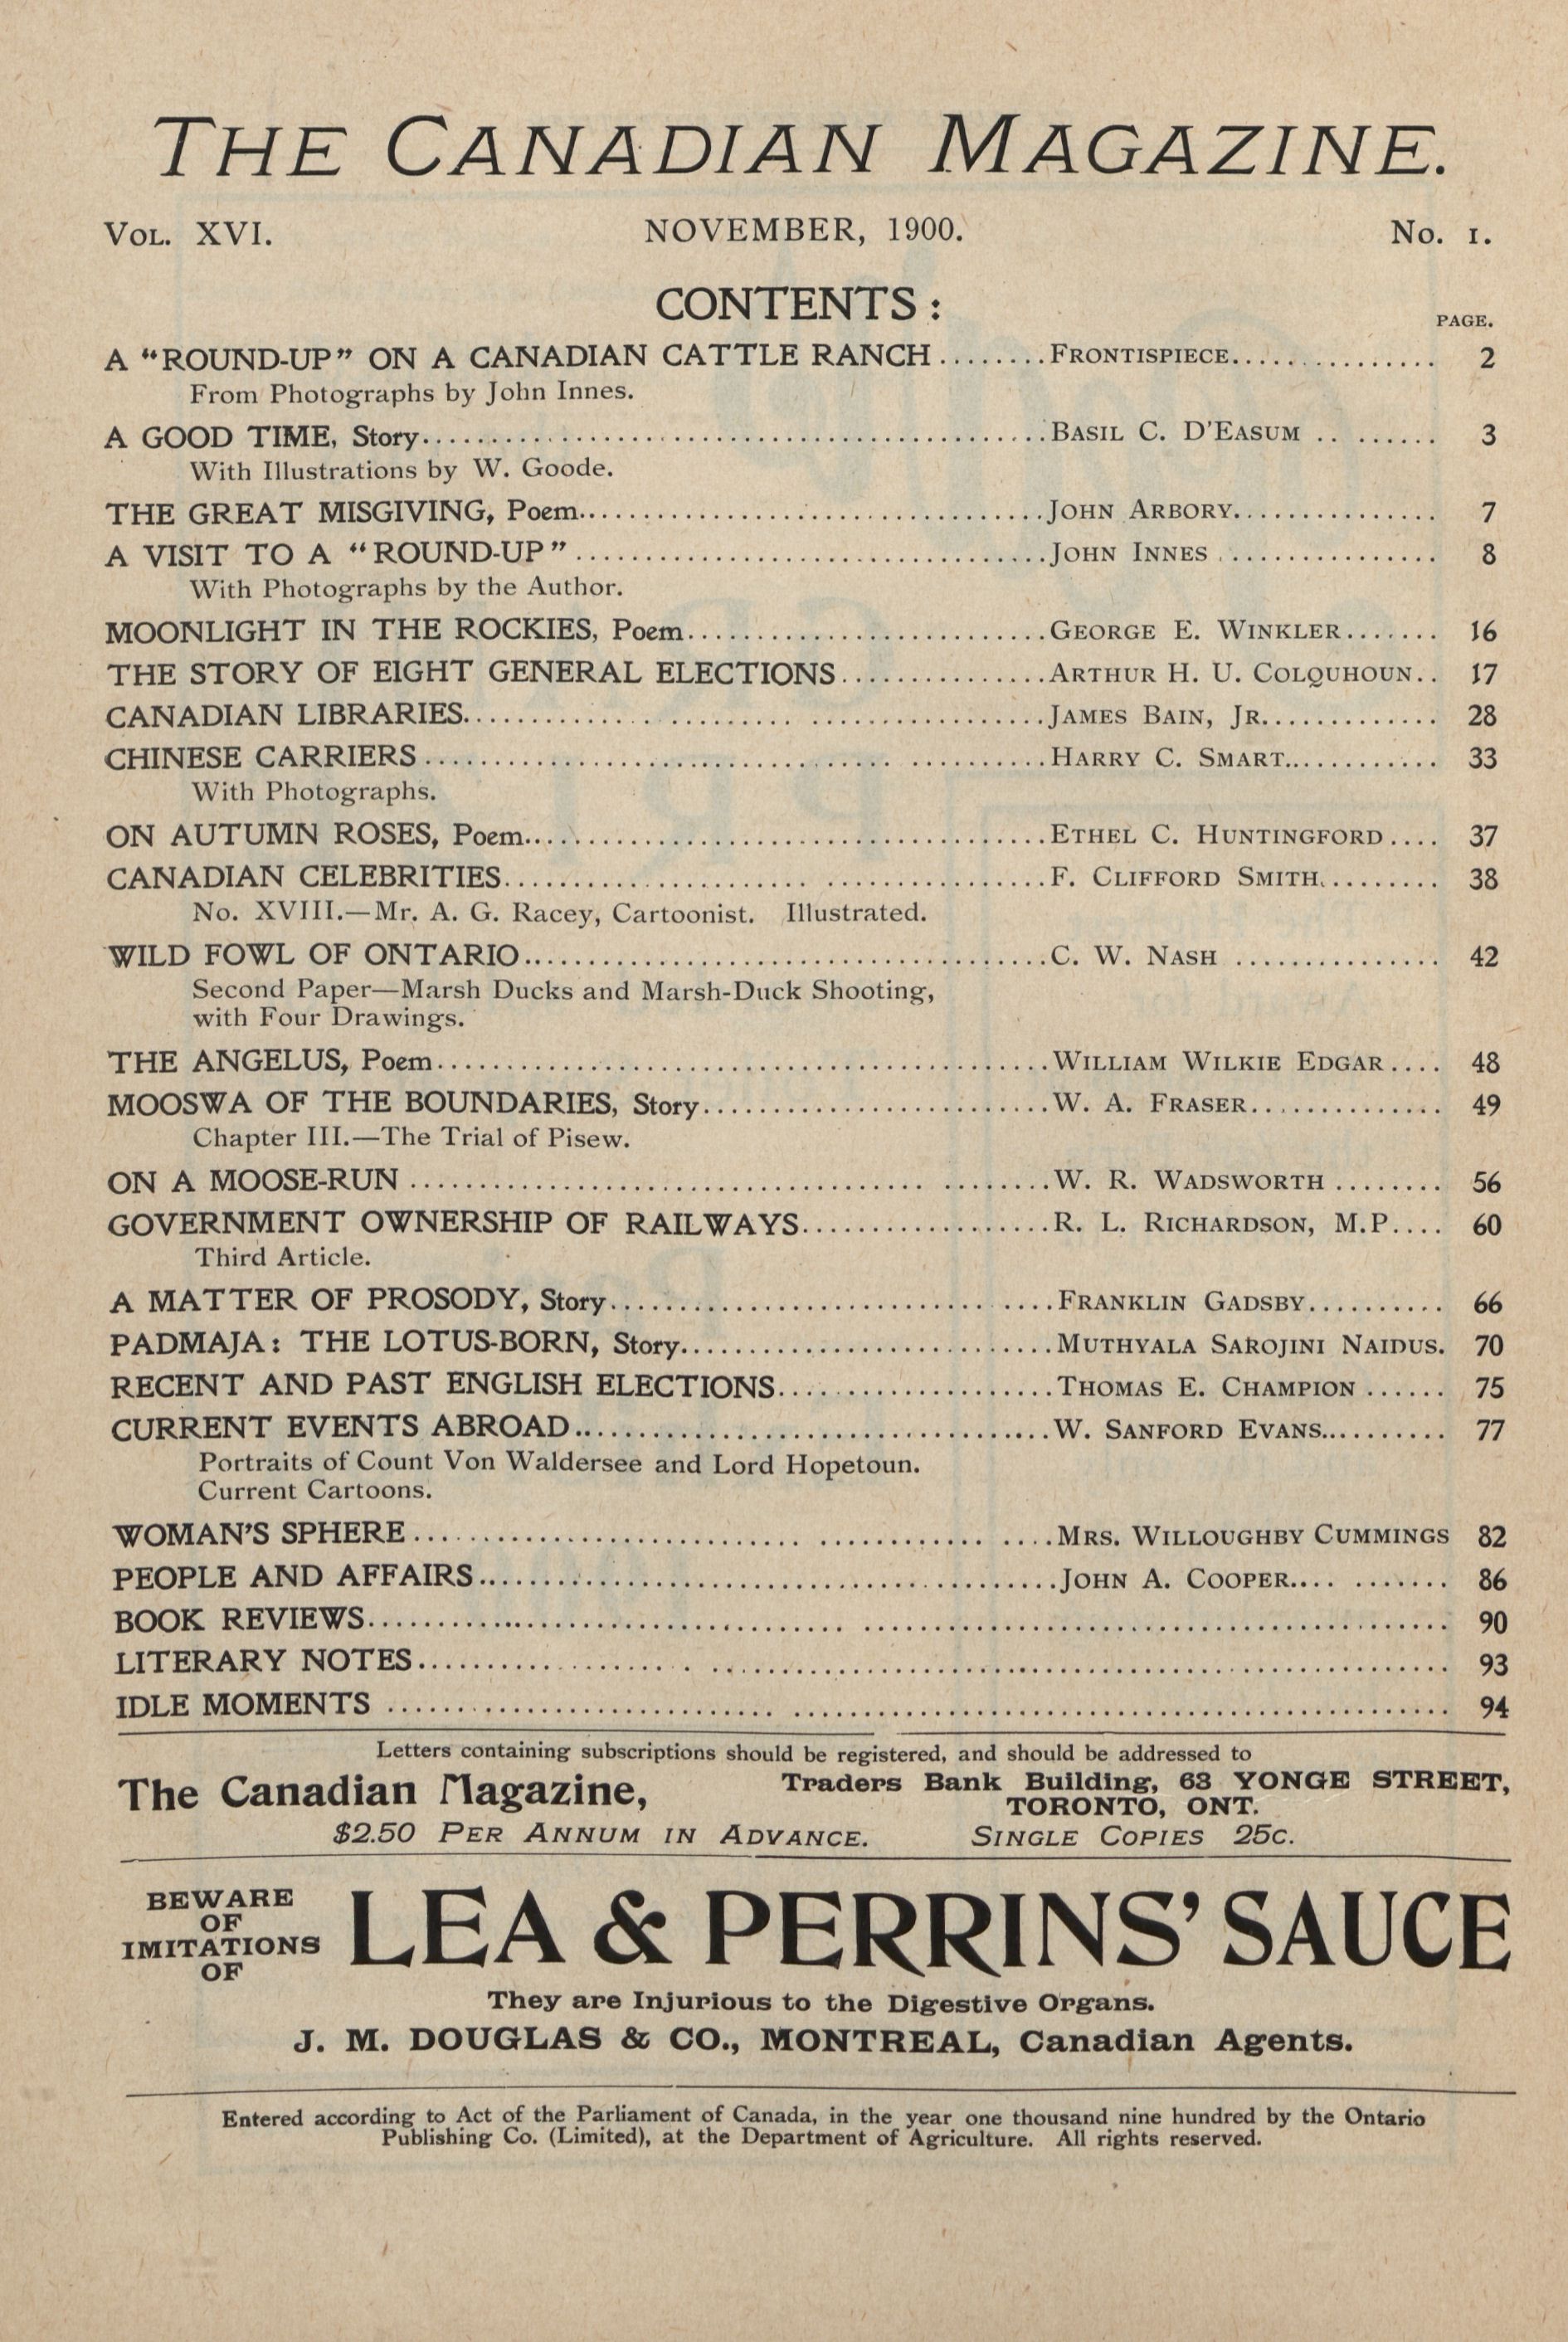 THE CANADIAN MAGAZINE.
VOL. XVI. NOVEMBER, 1900. No. 1.
CONTENTS:
PAGE.
A "ROUND-UP" ON A CANADIAN CATTLE RANCH........FRONTISPIECE............... 2
From Photographs by John Innes.
A GOOD TIME, Story..............................................BASIL C. D'EASUM .. ...... 3
With Illustrations by W. Goode.
THE GREAT MISGIVING, Poem..................................JOHN ARBORY............... 7
A VISIT TO A "ROUND-UP"..................................JOHN INNES ................ 8
With Photographs by the Author.
MOONLIGHT IN THE ROCKIES, Poem..........................GEORGE E. WINKLER....... 16
THE STORY OF EIGHT GENERAL ELECTIONS...............ARTHUR H. U. COLQUHOUN.. 17
CANADIAN LIBRARIES........................................JAMES BAIN, JR............. 28
CHINESE CARRIERS............................................HARRY C. SMART............ 33
With Photographs.
ON AUTUMN ROSES, Poem......................................ETHEL C. HUNTINGFORD.... 37
CANADIAN CELEBRITIES......................................F. CLIFFORD SMITH......... 38
No. XVIII.—Mr. A. G. Racey, Cartoonist. Illustrated.
WILD FOWL OF ONTARIO......................................C. W. NASH ............... 42
Second Paper—Marsh Ducks and Marsh-Duck Shooting,
with Four Drawings.
THE ANGELUS, Poem............................................WILLIAM WILKIE EDGAR.... 48
MOOSWA OF THE BOUNDARIES, Story.........................W. A. FRASER.............. 49
Chapter III.—The Trial of Pisew.
ON A MOOSE-RUN ..............................................W. R. WADSWORTH ........ 56
GOVERNMENT OWNERSHIP OF RAILWAYS..................R. L. RICHARDSON, M.P.... 60
Third Article.
A MATTER OF PROSODY, Story................................FRANKLIN GADSBY.......... 66
PADMAJA: THE LOTUS-BORN, Story...........................MUTHYALA SAROJINI NAIDUS. 70
RECENT AND PAST ENGLISH ELECTIONS....................THOMAS E. CHAMPION ...... 75
CURRENT EVENTS ABROAD...................................W. SANFORD EVANS.......... 77
Portraits of Count Von Waldersee and Lord Hopetoun.
Current Cartoons.
WOMAN'S SPHERE..............................................MRS. WILLOUGHBY CUMMINGS 82
PEOPLE AND AFFAIRS..........................................JOHN A. COOPER.... ....... 86
BOOK REVIEWS.............................................................................. 90
LITERARY NOTES........................................................................... 93
IDLE MOMENTS ............................................................................. 94
Letters containing subscriptions should be registered, and should be addressed to
The Canadian Magazine, Traders Bank Building, 63 YONGE STREET,
TORONTO, ONT.
$2.50 PER ANNUM IN ADVANCE. SINGLE COPIES 25C.
BEWARE
OF
IMITATIONS
OF
LEA & PERRINS' SAUCE
They are Injurious to the Digestive Organs.
J. M. DOUGLAS & CO., MONTREAL, Canadian Agents.
Entered according to Act of the Parliament of Canada, in the year one thousand nine hundred by the Ontario
Publishing Co. (Limited), at the Department of Agriculture. All rights reserved.